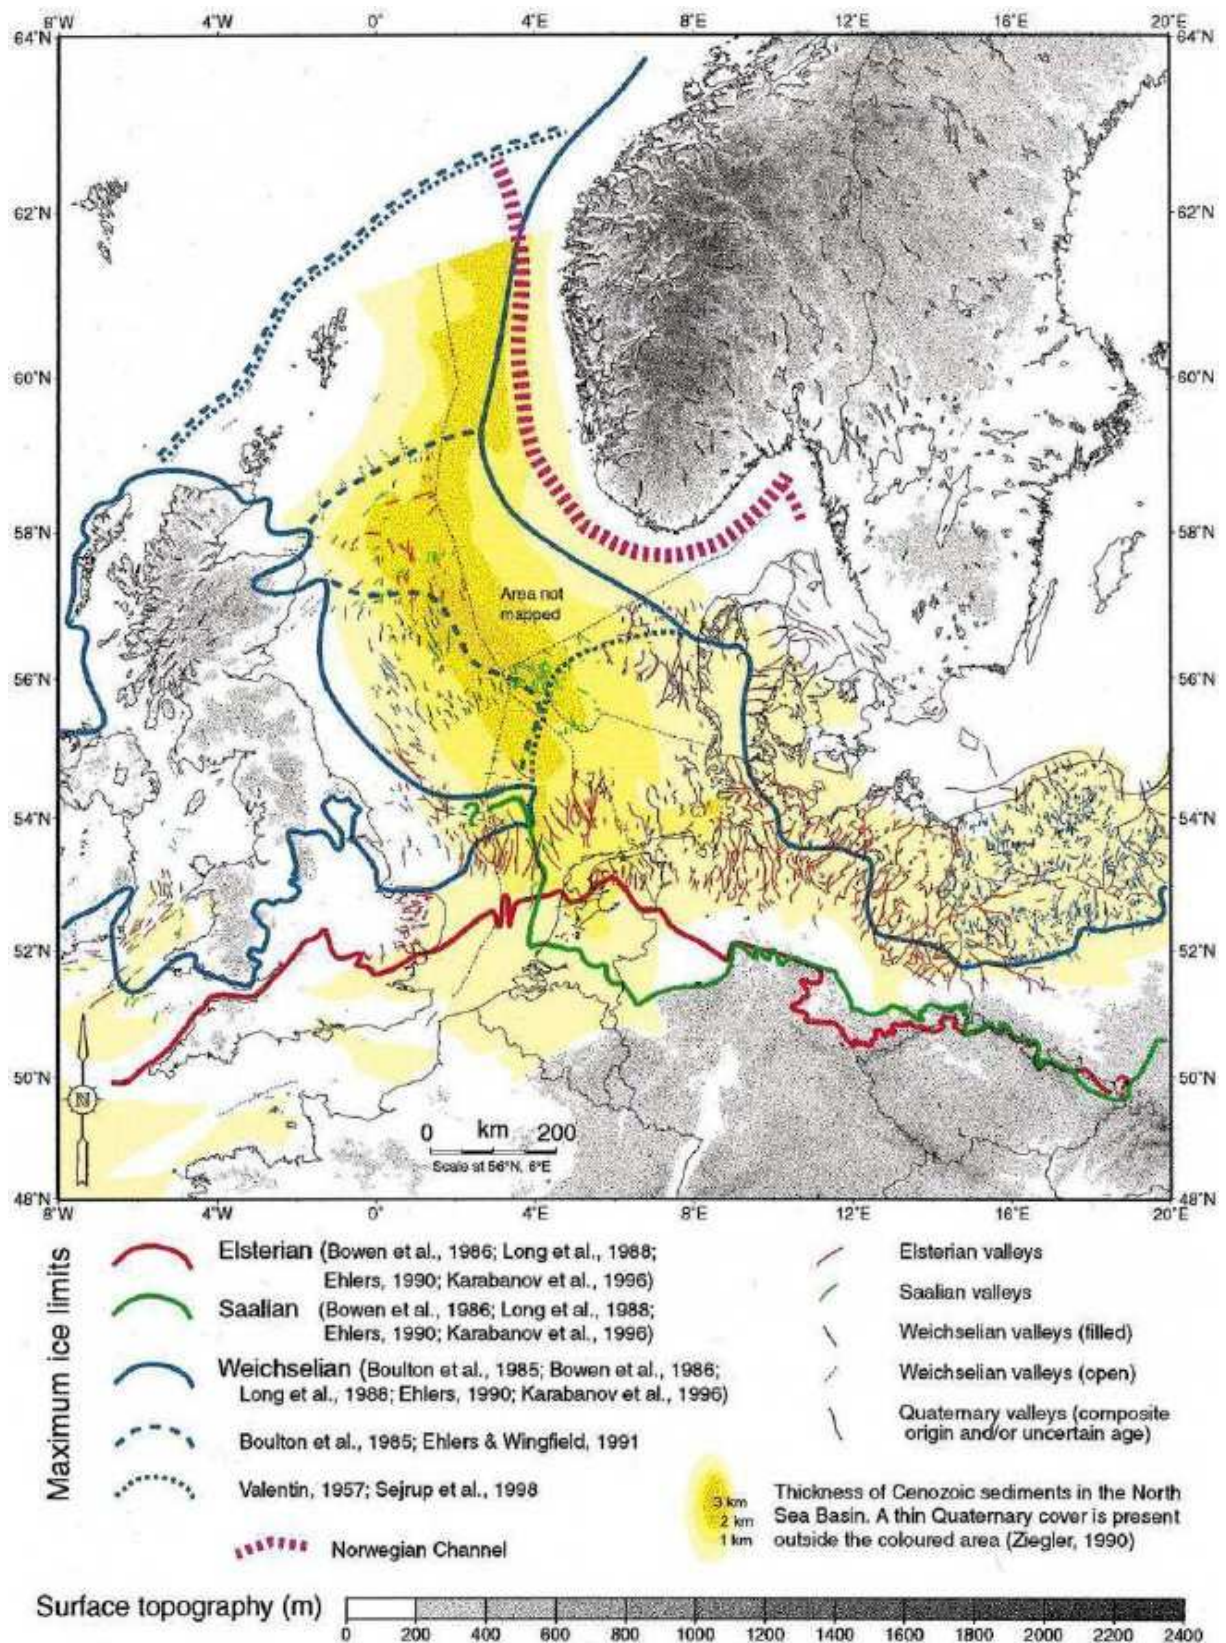 8°W 4°W 0° 4°E 8°E 12°E 16°E 20°E
64°N 64°N
62°N 62°N
60°N 60°N
58°N 58°N
Area not
mapped
56°N 56°N
54°N ? 54°N
52°N 52°N
50°N 50°N
N
0 km 200
Scale at 56°N, 6°E
48°N 48°N
8°W 4°W 0° 4°E 8°E 12°E 16°E 20°E
Maximum ice limits
Elsterian (Bowen et al., 1986; Long et al., 1988;
Ehlers, 1990; Karabanov et al., 1996)
Saalian (Bowen et al., 1986; Long et al., 1988;
Ehlers, 1990; Karabanov et al., 1996)
Weichselian (Boulton et al., 1985; Bowen et al., 1986;
Long et al., 1988; Ehlers, 1990; Karabanov et al., 1996)
Boulton et al., 1985; Ehlers & Wingfield, 1991
Valentin, 1957; Sejrup et al., 1998
Norwegian Channel
Elsterian valleys
Saalian valleys
Weichselian valleys (filled)
Weichselian valleys (open)
Quaternary valleys (composite
origin and/or uncertain age)
3 km
2 km
1 km
Thickness of Cenozoic sediments in the North
Sea Basin. A thin Quaternary cover is present
outside the coloured area (Ziegler, 1990)
Surface topography (m)
0 200 400 600 800 1000 1200 1400 1600 1800 2000 2200 2400